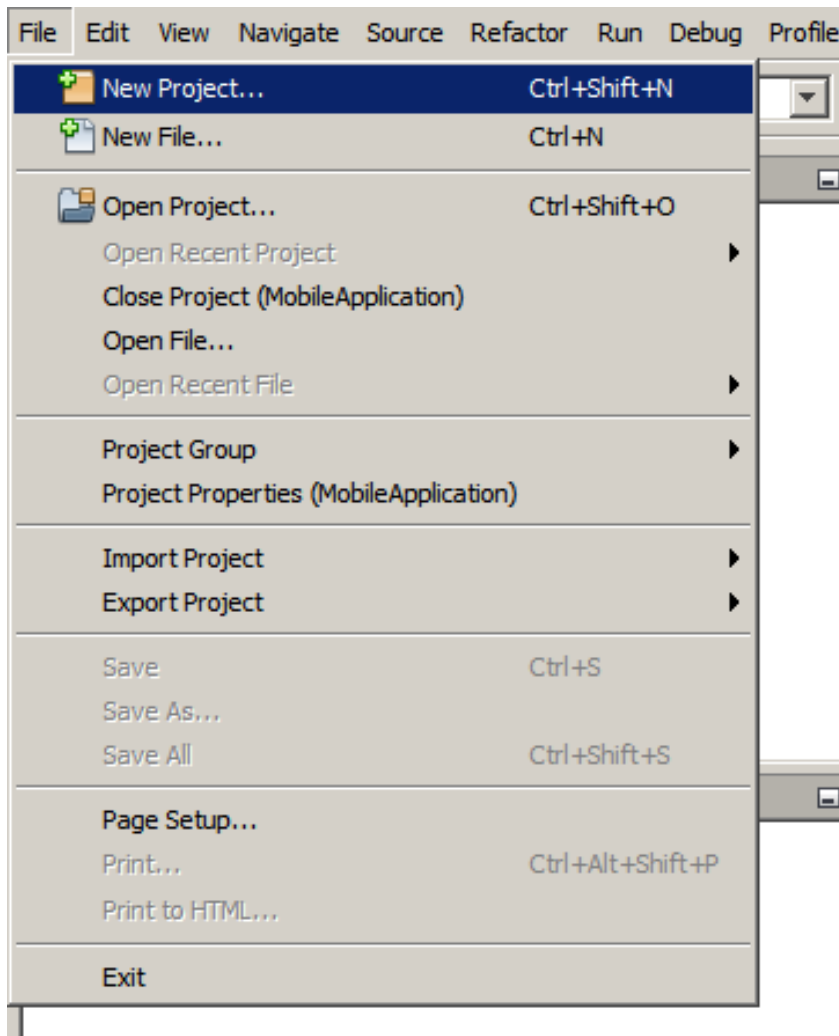 File Edit View Navigate Source Refactor Run Debug Profile
New Project... Ctrl+Shift+N
New File... Ctrl+N
Open Project... Ctrl+Shift+O
Open Recent Project
Close Project (MobileApplication)
Open File...
Open Recent File
Project Group
Project Properties (MobileApplication)
Import Project
Export Project
Save Ctrl+S
Save As...
Save All Ctrl+Shift+S
Page Setup...
Print... Ctrl+Alt+Shift+P
Print to HTML...
Exit